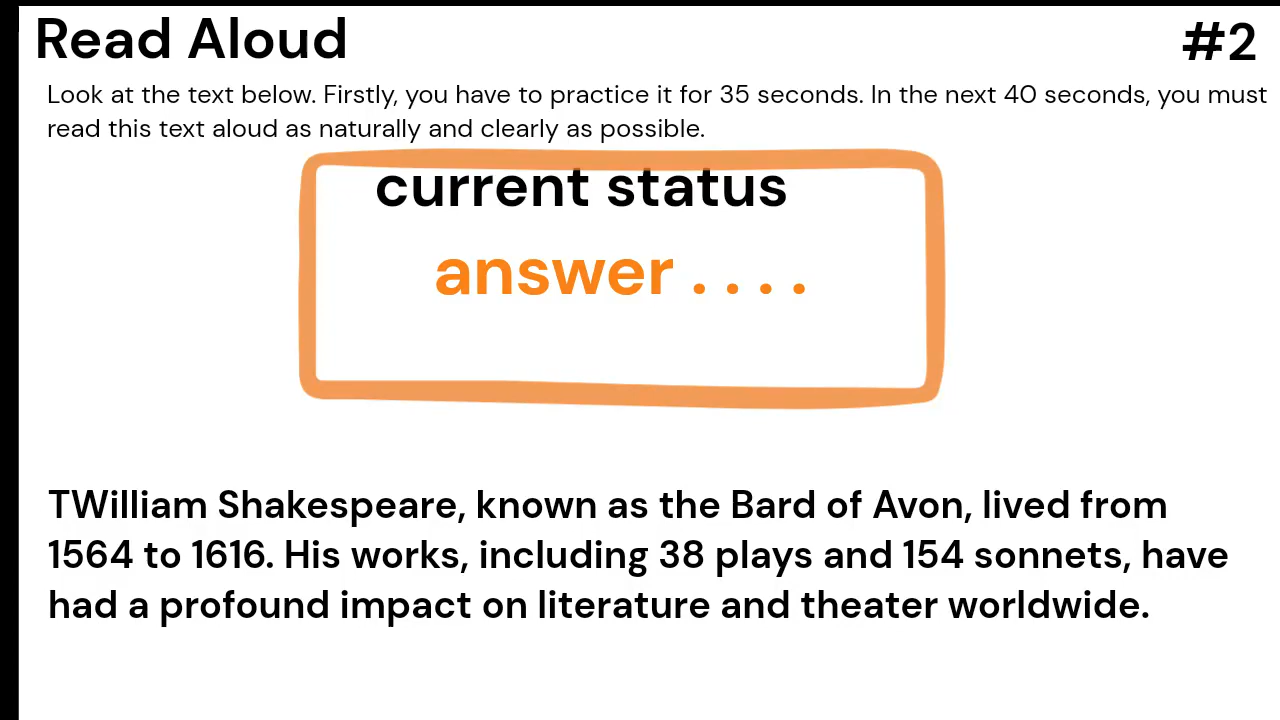 Read Aloud
#2
Look at the text below. Firstly, you have to practice it for 35 seconds. In the next 40 seconds, you must
read this text aloud as naturally and clearly as possible.
current status
answer . . . .
TWilliam Shakespeare, known as the Bard of Avon, lived from
1564 to 1616. His works, including 38 plays and 154 sonnets, have
had a profound impact on literature and theater worldwide.